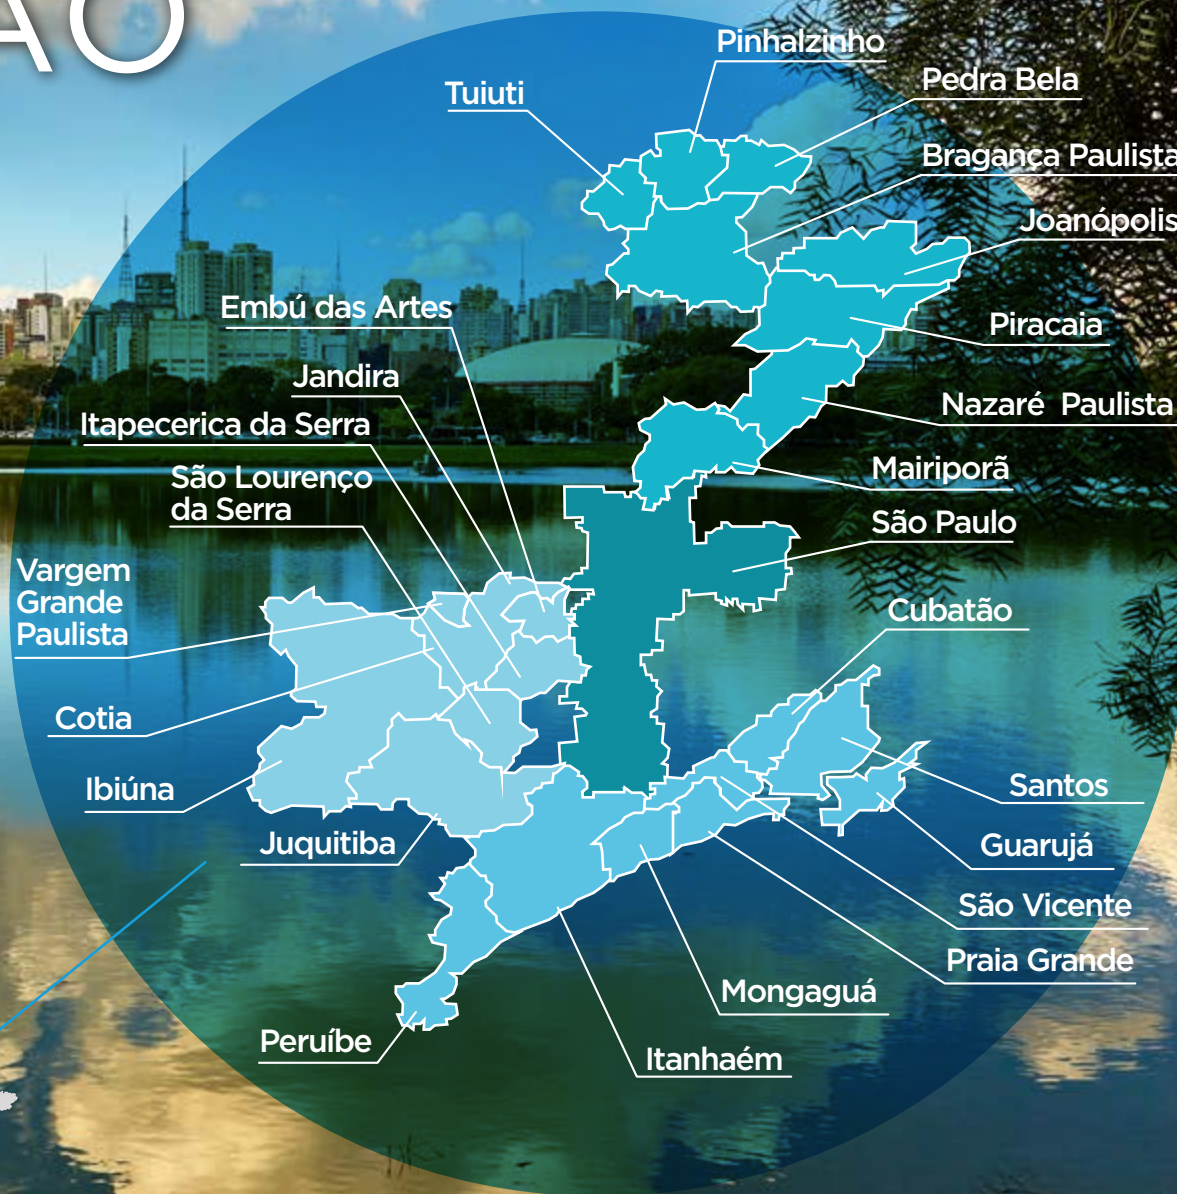 ÃO
Pinhalzinho
Pedra Bela
Tuiuti
Bragança Paulista
Joanópolis
Embú das Artes
Piracaia
Jandira
Nazaré Paulista
Itapecerica da Serra
Mairiporã
São Lourenço
da Serra
São Paulo
Vargem
Grande
Paulista
Cubatão
Cotia
Ibiúna
Santos
Juquitiba
Guarujá
São Vicente
Praia Grande
Mongaguá
Peruíbe
Itanhaém